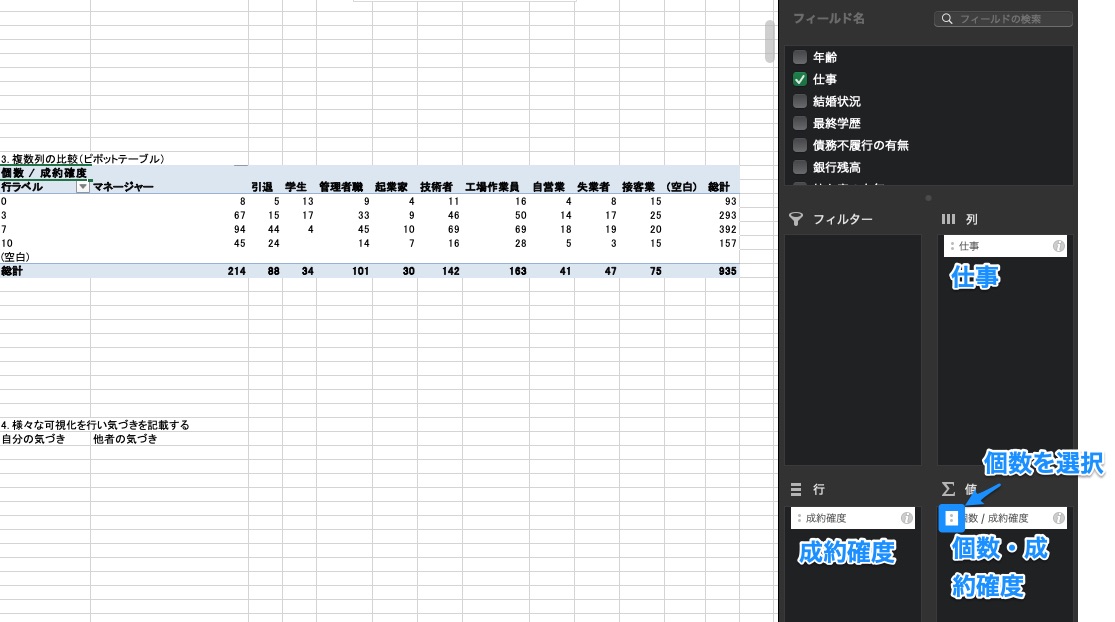 3.複数列の比較（ピボットテーブル）
個数 / 成約確度
行ラベル マネージャー 引退 学生 管理者職 起業家 技術者 工場作業員 自営業 失業者 接客業 （空白） 総計
0 8 5 13 9 4 11 16 4 8 15 93
3 67 15 17 33 9 46 50 14 17 25 293
7 94 44 4 45 10 69 69 18 19 20 392
10 45 24 14 7 16 28 5 3 15 157
(空白)
総計 214 88 34 101 30 142 163 41 47 75 935
4.様々な可視化を行い気づきを記載する
自分の気づき 他者の気づき
フィールド名 フィールドの検索
年齢
仕事
結婚状況
最終学歴
債務不履行の有無
銀行残高
フィルター 列
仕事
仕事
個数を選択
行 値
成約確度 個数 / 成約確度
成約確度
個数・成
約確度